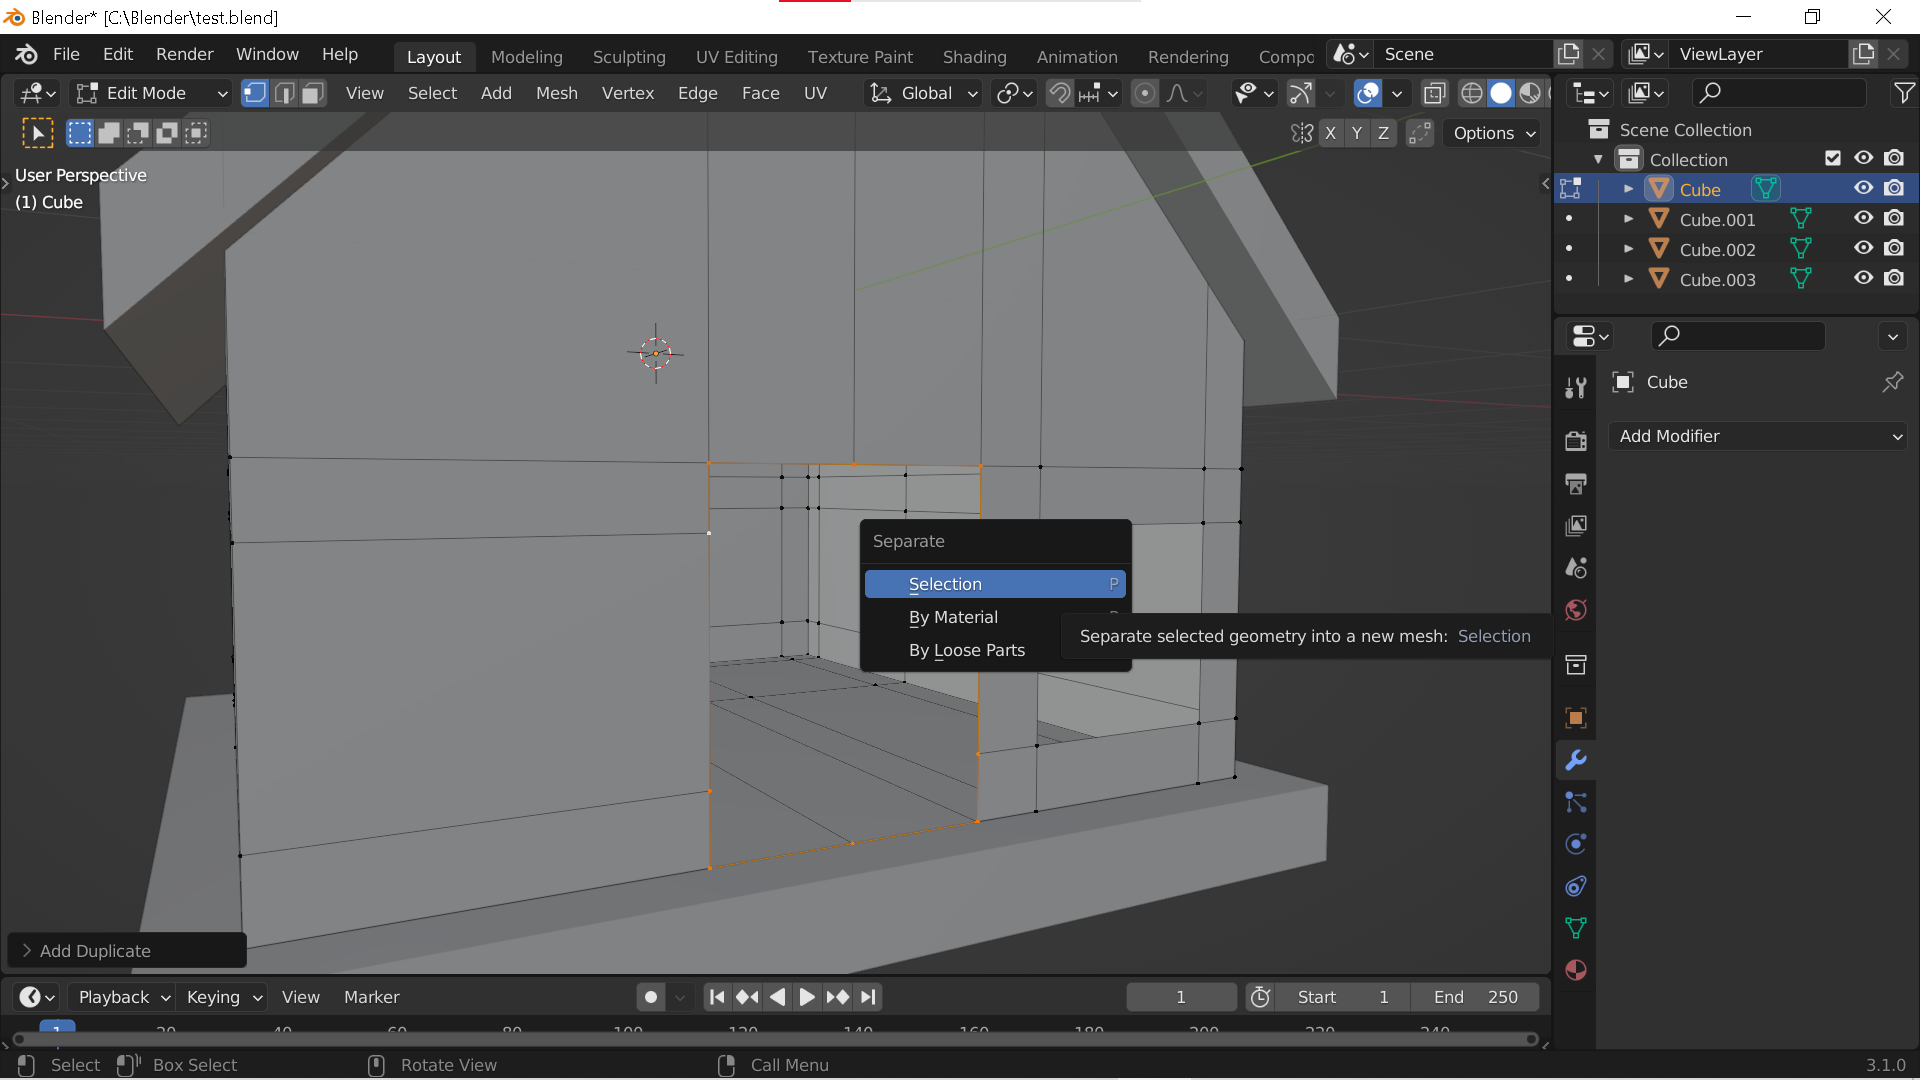 Blender* [C:\Blender\test.blend]
File Edit Render Window Help Layout Modeling Sculpting UV Editing Texture Paint Shading Animation Rendering Compo Scene ViewLayer
Edit Mode View Select Add Mesh Vertex Edge Face UV Global
X Y Z Options
User Perspective
(1) Cube
Scene Collection
Collection
Cube
Cube.001
Cube.002
Cube.003
Cube
Add Modifier
Separate
Selection P
By Material
By Loose Parts
Separate selected geometry into a new mesh: Selection
Add Duplicate
Playback Keying View Marker 1 Start 1 End 250
1 20 40 60 80 100 120 140 160 180 200 220 240
Select Box Select Rotate View Call Menu 3.1.0